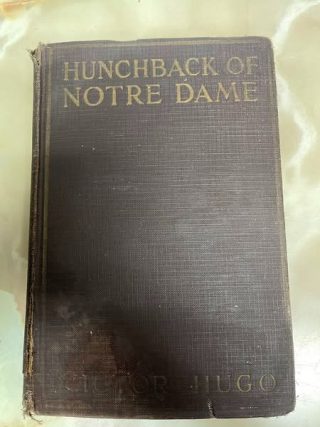 HUNCHBACK OF
NOTRE DAME
VICTOR HUGO